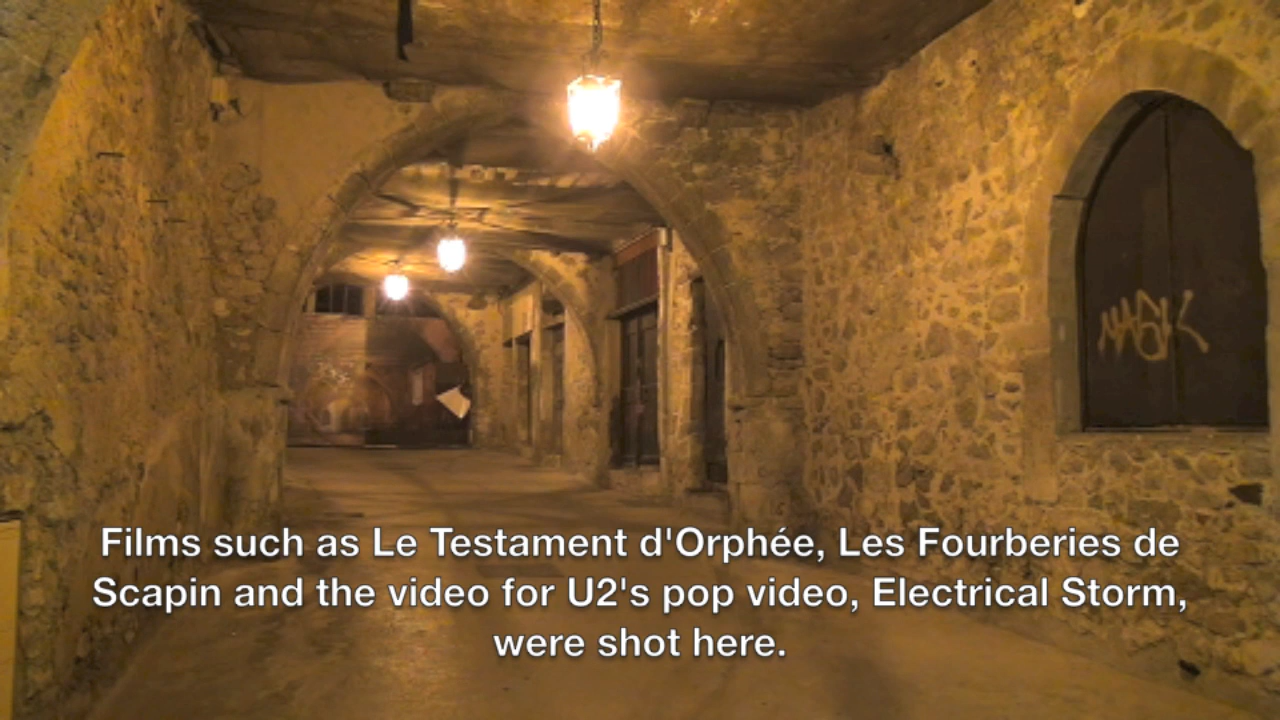 MASK
Films such as Le Testament d'Orphée, Les Fourberies de
Scapin and the video for U2's pop video, Electrical Storm,
were shot here.